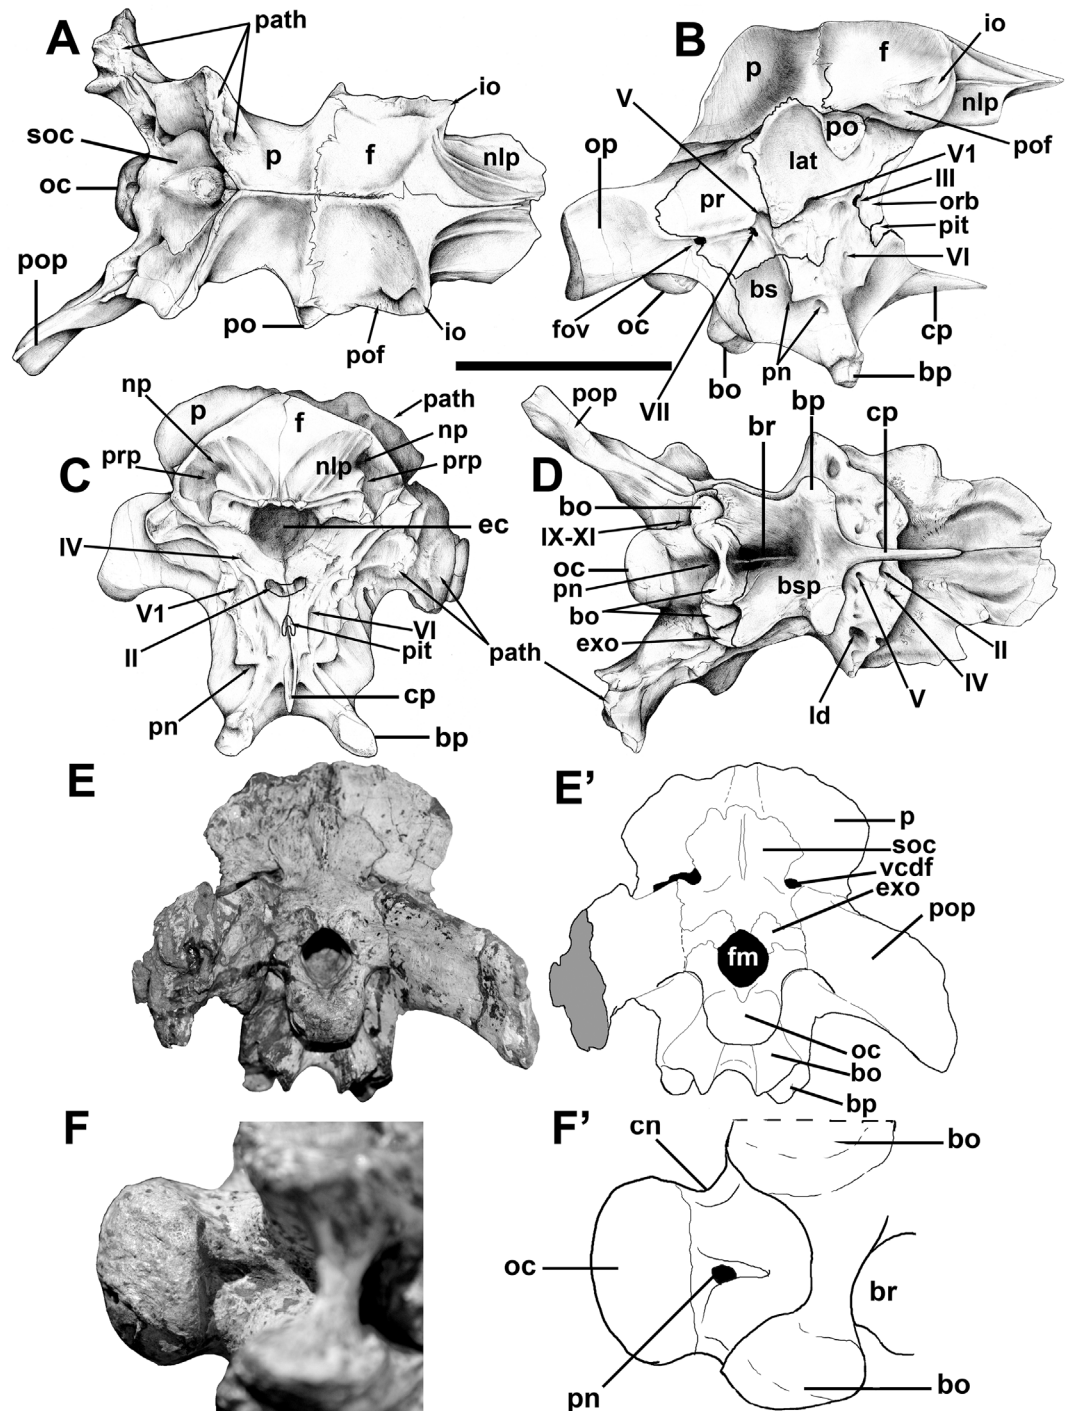 A
path
io
soc
p
f
nlp
oc
pop
po
pof
io
B
io
p
f
nlp
V
po
pof
op
lat
V1
III
pr
orb
pit
VI
bs
fov
oc
cp
pn
bo
VII
bp
C
np
p
f
path
np
prp
nlp
prp
ec
IV
V1
VI
II
pit
path
pn
cp
bp
D
pop
bp
cp
br
bo
IX-XI
oc
pn
bo
bsp
exo
II
IV
V
ld
E
E’
p
soc
vcdf
exo
pop
fm
oc
bo
bp
F
F’
cn
bo
oc
br
pn
bo